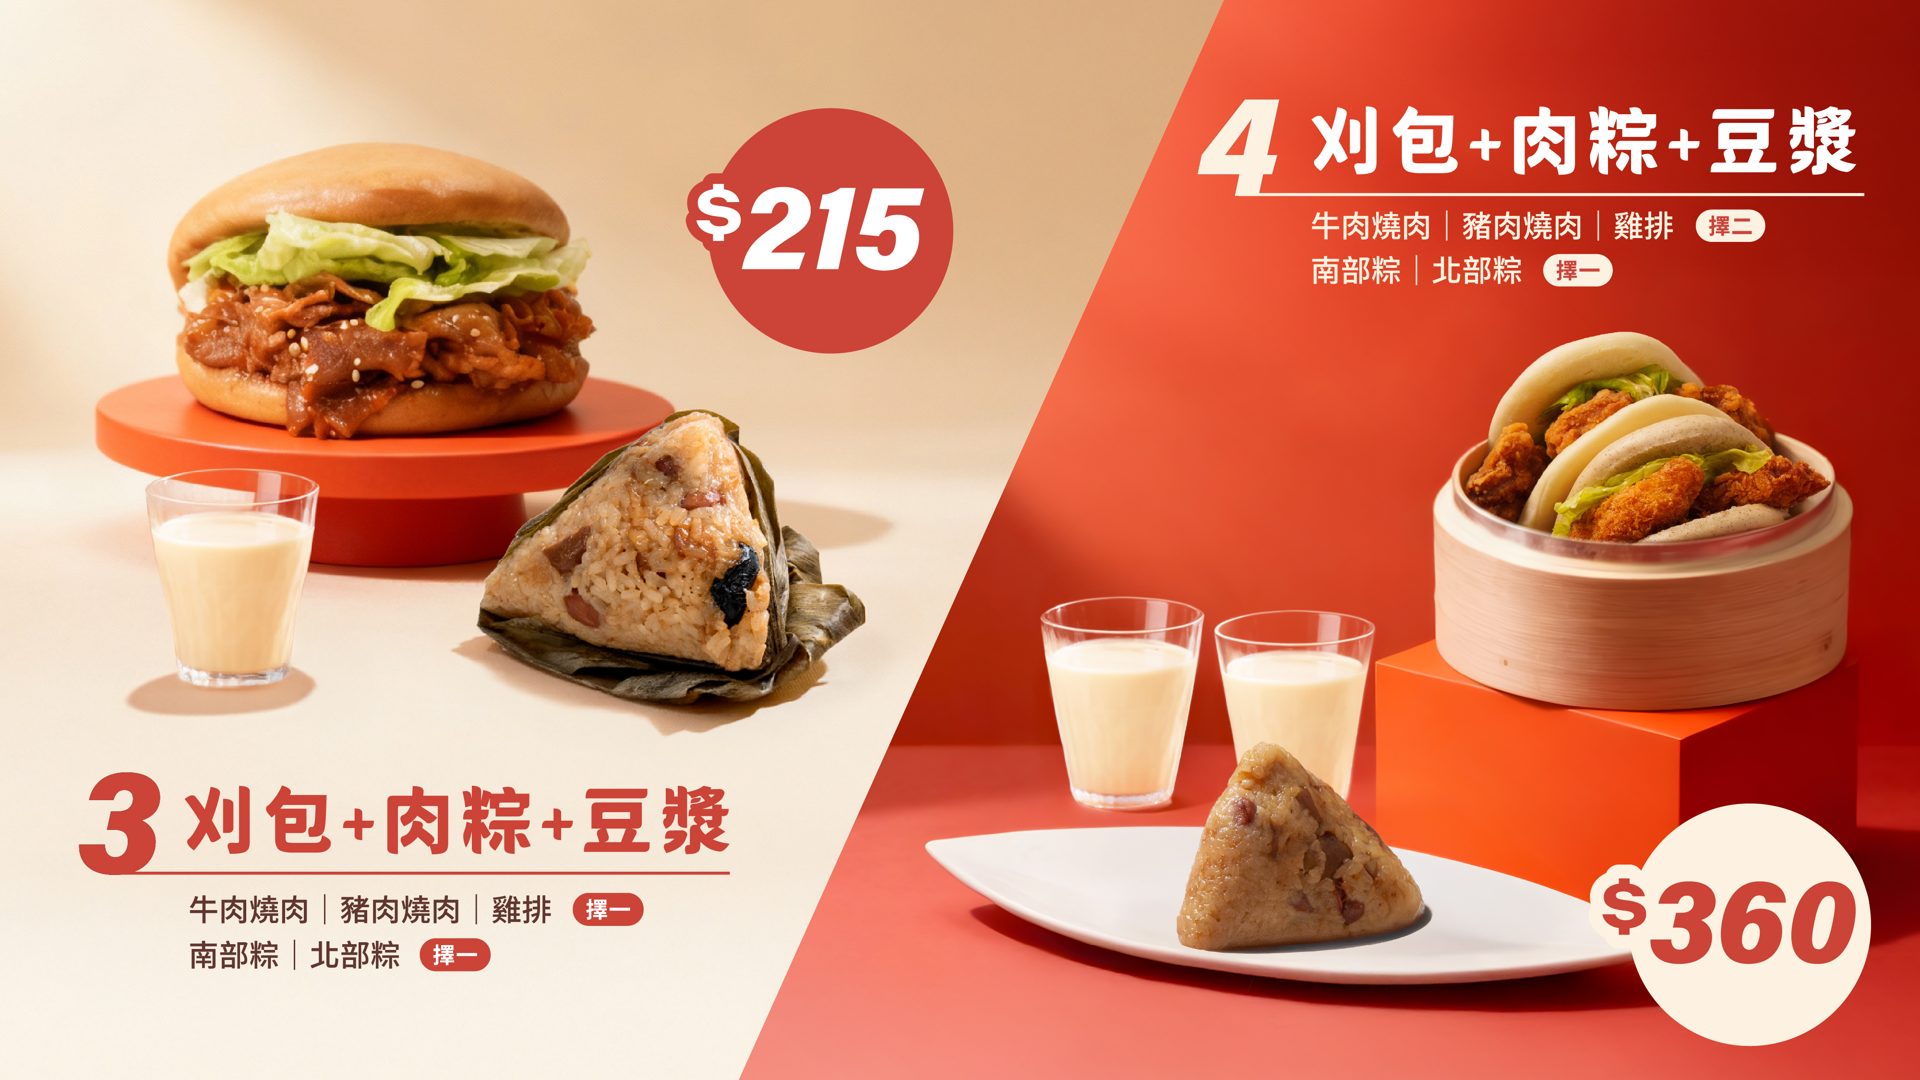 $215
3 刈包+肉粽+豆漿
牛肉燒肉｜豬肉燒肉｜雞排 擇一
南部粽｜北部粽 擇一
4 刈包+肉粽+豆漿
牛肉燒肉｜豬肉燒肉｜雞排 擇二
南部粽｜北部粽 擇一
$360